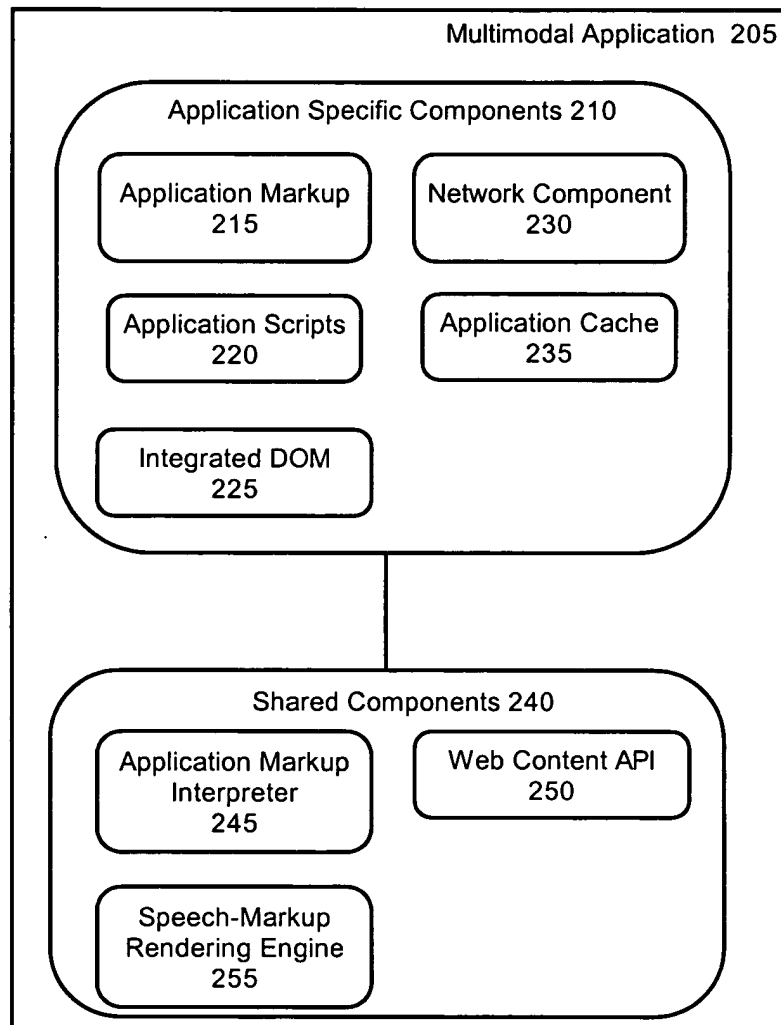 Multimodal Application 205
Application Specific Components 210
Application Markup
215
Network Component
230
Application Scripts
220
Application Cache
235
Integrated DOM
225
Shared Components 240
Application Markup
Interpreter
245
Web Content API
250
Speech-Markup
Rendering Engine
255